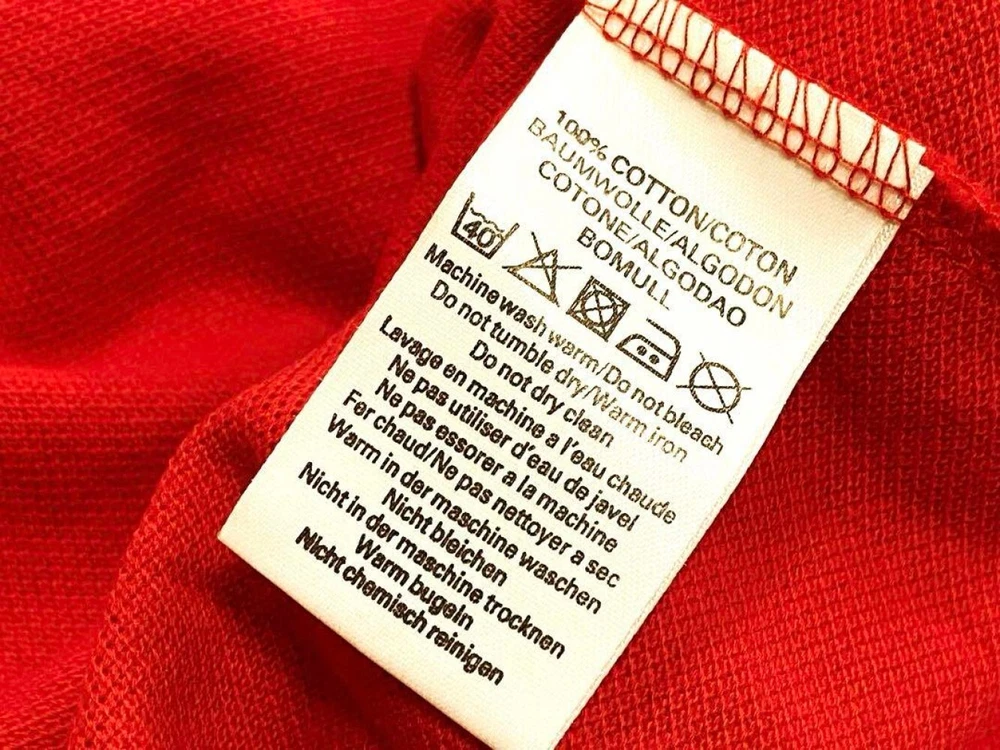 100% COTTON/COTON
BAUMWOLLE/ALGODON
COTONE/ALGODAO
BOMULL
40
Machine wash warm/Do not bleach
Do not tumble dry/Warm iron
Do not dry clean
Lavage en machine a l'eau chaude
Ne pas utiliser d'eau de javel
Ne pas essorer a la machine
Fer chaud/Ne pas nettoyer a sec
Warm in der maschine waschen
Nicht bleichen
Nicht in der maschine trocknen
Warm bugeln
Nicht chemisch reinigen